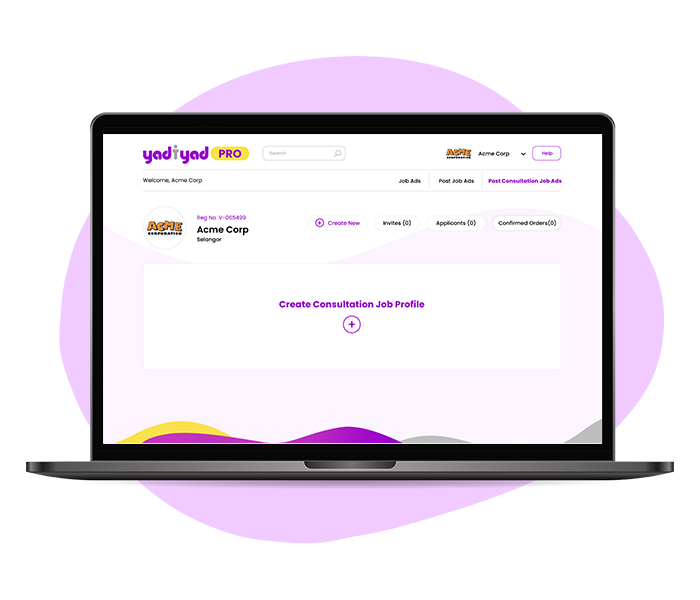 yadiyad PRO
Search
ACME CORPORATION
Acme Corp
Help
Welcome, Acme Corp
Job Ads
Post Job Ads
Post Consultation Job Ads
ACME
CORPORATION
Reg No. V-065499
Acme Corp
Selangor
Create New
Invites (0)
Applicants (0)
Confirmed Orders(0)
Create Consultation Job Profile